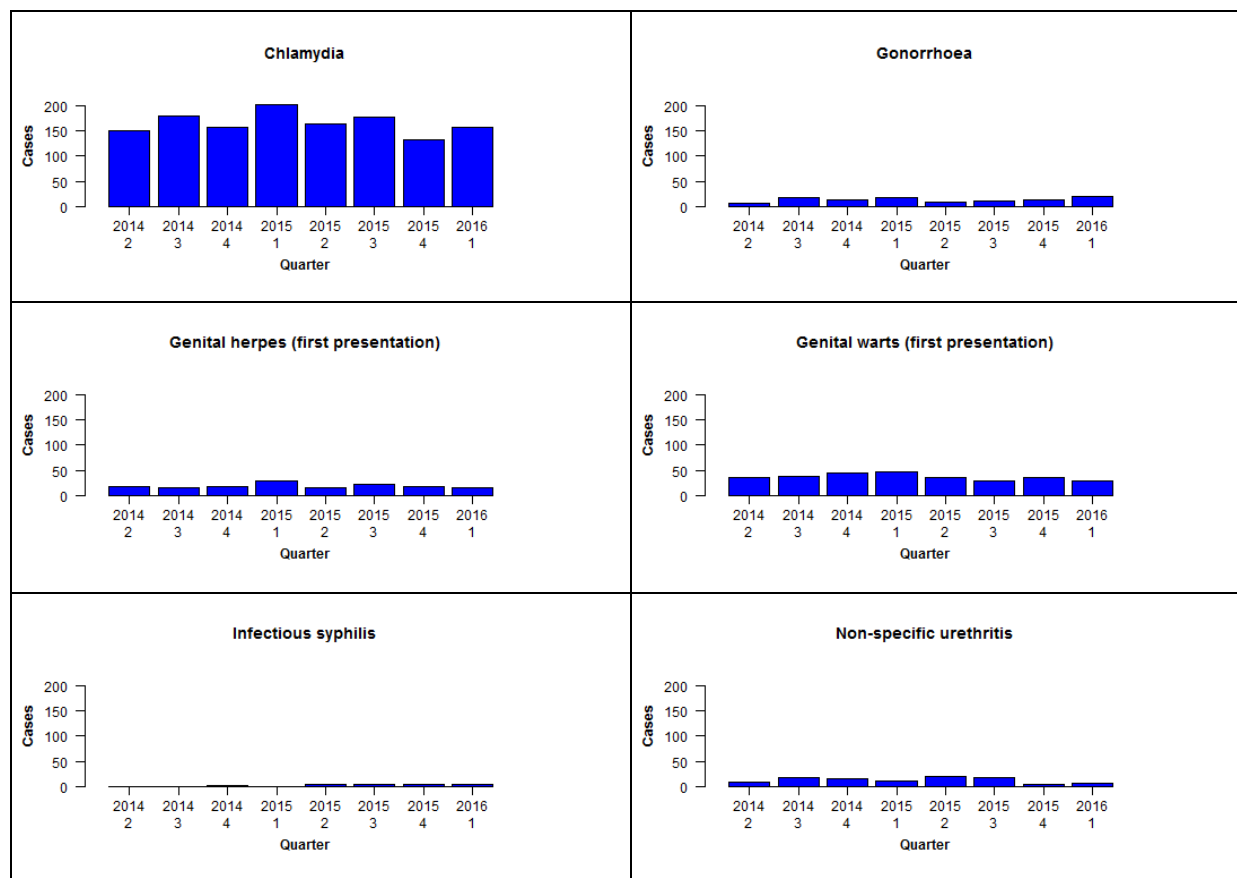 Chlamydia
Cases
200
150
100
50
0
2014 2014 2014 2015 2015 2015 2015 2016
2 3 4 1 2 3 4 1
Quarter
Gonorrhoea
Cases
200
150
100
50
0
2014 2014 2014 2015 2015 2015 2015 2016
2 3 4 1 2 3 4 1
Quarter
Genital herpes (first presentation)
Cases
200
150
100
50
0
2014 2014 2014 2015 2015 2015 2015 2016
2 3 4 1 2 3 4 1
Quarter
Genital warts (first presentation)
Cases
200
150
100
50
0
2014 2014 2014 2015 2015 2015 2015 2016
2 3 4 1 2 3 4 1
Quarter
Infectious syphilis
Cases
200
150
100
50
0
2014 2014 2014 2015 2015 2015 2015 2016
2 3 4 1 2 3 4 1
Quarter
Non-specific urethritis
Cases
200
150
100
50
0
2014 2014 2014 2015 2015 2015 2015 2016
2 3 4 1 2 3 4 1
Quarter